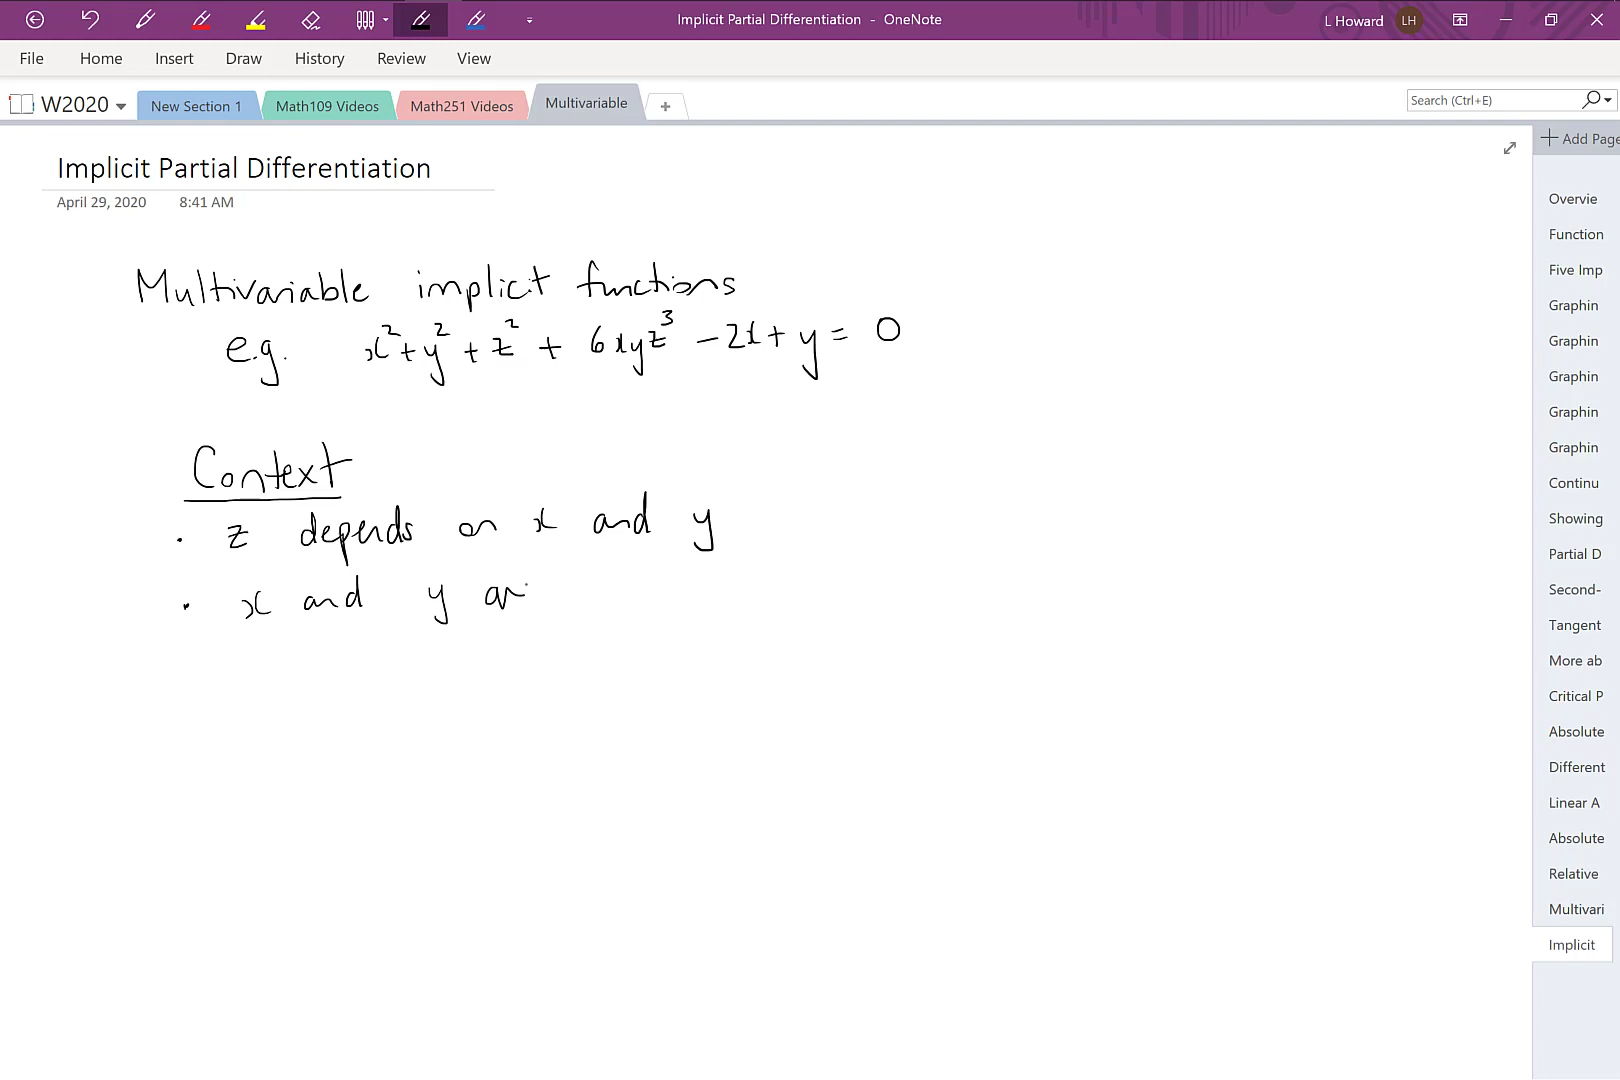 Implicit Partial Differentiation - OneNote
L Howard LH
File Home Insert Draw History Review View
W2020 New Section 1 Math109 Videos Math251 Videos Multivariable
Search (Ctrl+E)
Add Page
Implicit Partial Differentiation
April 29, 2020 8:41 AM
Multivariable implicit functions
e.g. x² + y² + z² + 6xyz³ - 2x + y = 0
Context
· z depends on x and y
· x and y ar
Overvie
Function
Five Imp
Graphin
Graphin
Graphin
Graphin
Graphin
Continu
Showing
Partial D
Second-
Tangent
More ab
Critical P
Absolute
Different
Linear A
Absolute
Relative
Multivari
Implicit